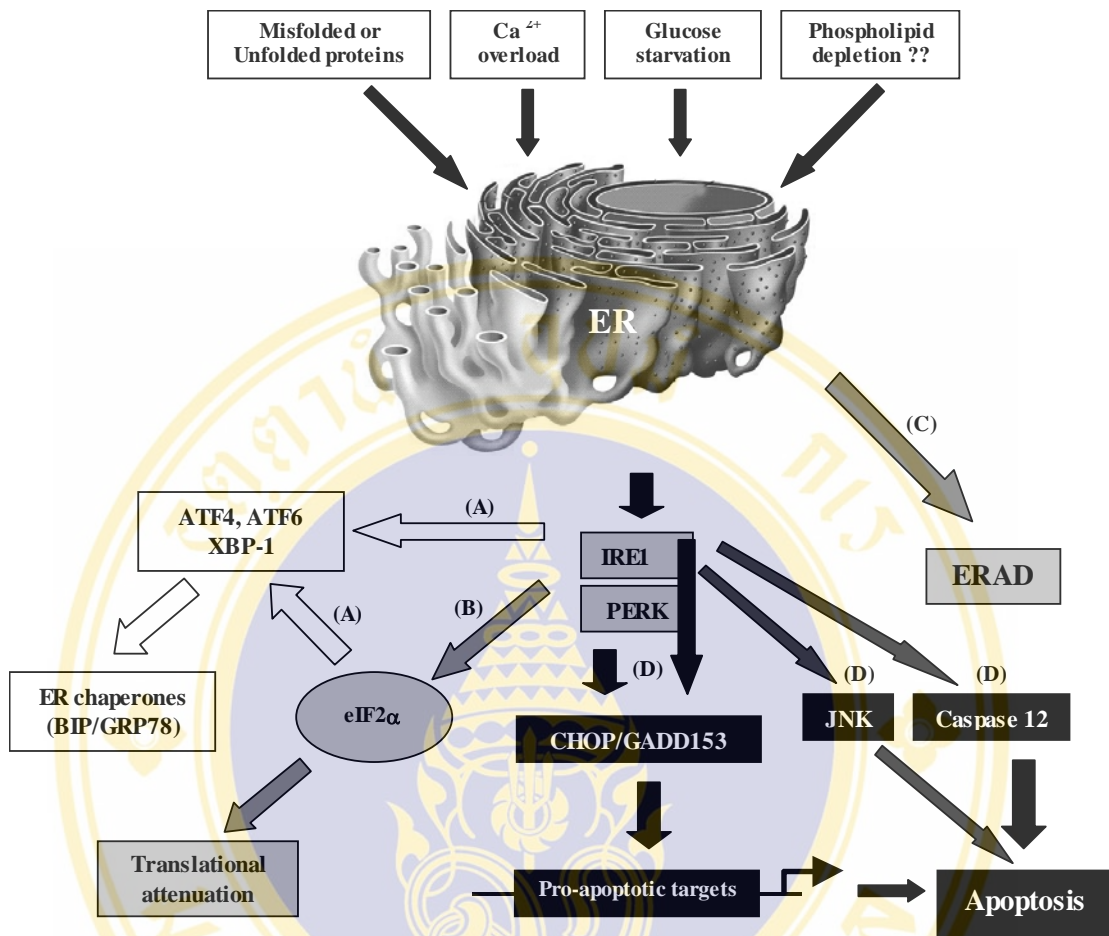 Misfolded or
Unfolded proteins
Ca 2+
overload
Glucose
starvation
Phospholipid
depletion ??
ER
(C)
ATF4, ATF6
XBP-1
(A)
IRE1
PERK
ERAD
(A)
(B)
(D)
(D)
(D)
ER chaperones
(BIP/GRP78)
eIF2α
CHOP/GADD153
JNK
Caspase 12
Translational
attenuation
Pro-apoptotic targets
Apoptosis